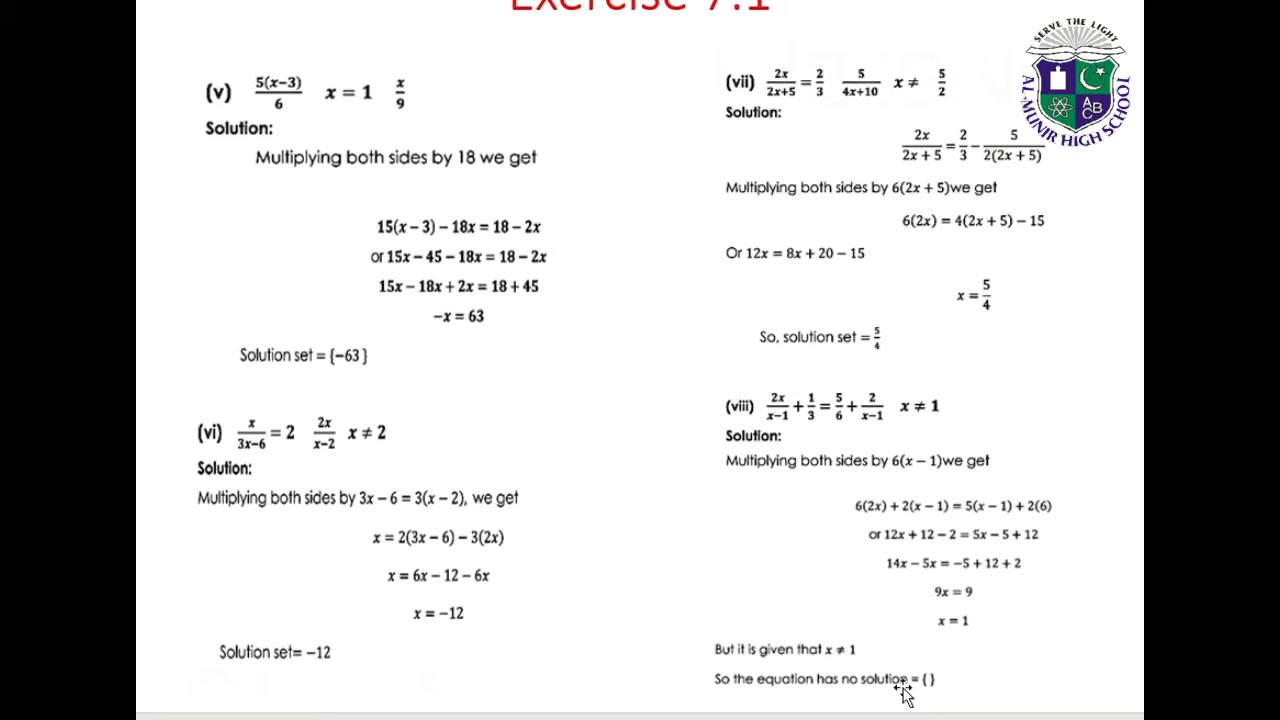 Exercise 7.1
(v) 5(x−3)/6 x = 1 x/9
Solution:
Multiplying both sides by 18 we get
15(x − 3) − 18x = 18 − 2x
or 15x − 45 − 18x = 18 − 2x
15x − 18x + 2x = 18 + 45
−x = 63
Solution set = {−63}
(vi) x/3x−6 = 2 2x/x−2 x ≠ 2
Solution:
Multiplying both sides by 3x − 6 = 3(x − 2), we get
x = 2(3x − 6) − 3(2x)
x = 6x − 12 − 6x
x = −12
Solution set= −12
(vii) 2x/2x+5 = 2/3 5/4x+10 x ≠ 5/2
Solution:
2x/2x + 5 = 2/3 − 5/2(2x + 5)
Multiplying both sides by 6(2x + 5)we get
6(2x) = 4(2x + 5) − 15
Or 12x = 8x + 20 − 15
x = 5/4
So, solution set = 5/4
(viii) 2x/x−1 + 1/3 = 5/6 + 2/x−1 x ≠ 1
Solution:
Multiplying both sides by 6(x − 1)we get
6(2x) + 2(x − 1) = 5(x − 1) + 2(6)
or 12x + 12 − 2 = 5x − 5 + 12
14x − 5x = −5 + 12 + 2
9x = 9
x = 1
But it is given that x ≠ 1
So the equation has no solution = { }
SERVE THE LIGHT
AB
C
AL-MUNIR HIGH SCHOOL